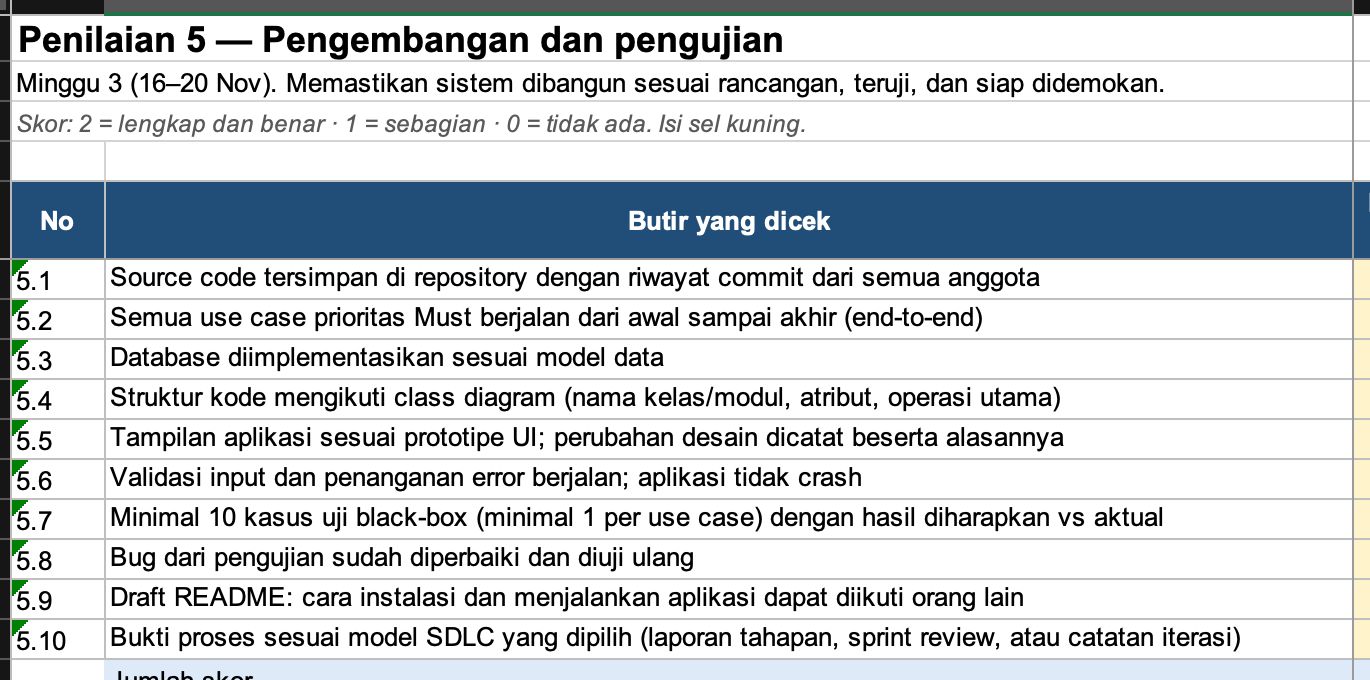 Penilaian 5 — Pengembangan dan pengujian
Minggu 3 (16–20 Nov). Memastikan sistem dibangun sesuai rancangan, teruji, dan siap didemokan.
Skor: 2 = lengkap dan benar · 1 = sebagian · 0 = tidak ada. Isi sel kuning.
No Butir yang dicek
5.1 Source code tersimpan di repository dengan riwayat commit dari semua anggota
5.2 Semua use case prioritas Must berjalan dari awal sampai akhir (end-to-end)
5.3 Database diimplementasikan sesuai model data
5.4 Struktur kode mengikuti class diagram (nama kelas/modul, atribut, operasi utama)
5.5 Tampilan aplikasi sesuai prototipe UI; perubahan desain dicatat beserta alasannya
5.6 Validasi input dan penanganan error berjalan; aplikasi tidak crash
5.7 Minimal 10 kasus uji black-box (minimal 1 per use case) dengan hasil diharapkan vs aktual
5.8 Bug dari pengujian sudah diperbaiki dan diuji ulang
5.9 Draft README: cara instalasi dan menjalankan aplikasi dapat diikuti orang lain
5.10 Bukti proses sesuai model SDLC yang dipilih (laporan tahapan, sprint review, atau catatan iterasi)
Jumlah skor